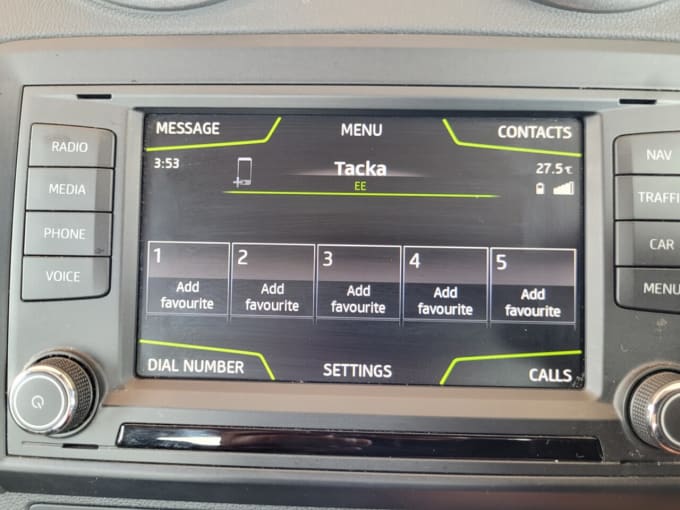 MESSAGE
MENU
CONTACTS
RADIO
MEDIA
PHONE
VOICE
3:53
Tacka
EE
27.5°C
1
Add
favourite
2
Add
favourite
3
Add
favourite
4
Add
favourite
5
Add
favourite
DIAL NUMBER
SETTINGS
CALLS
NAV
CAR
MENU